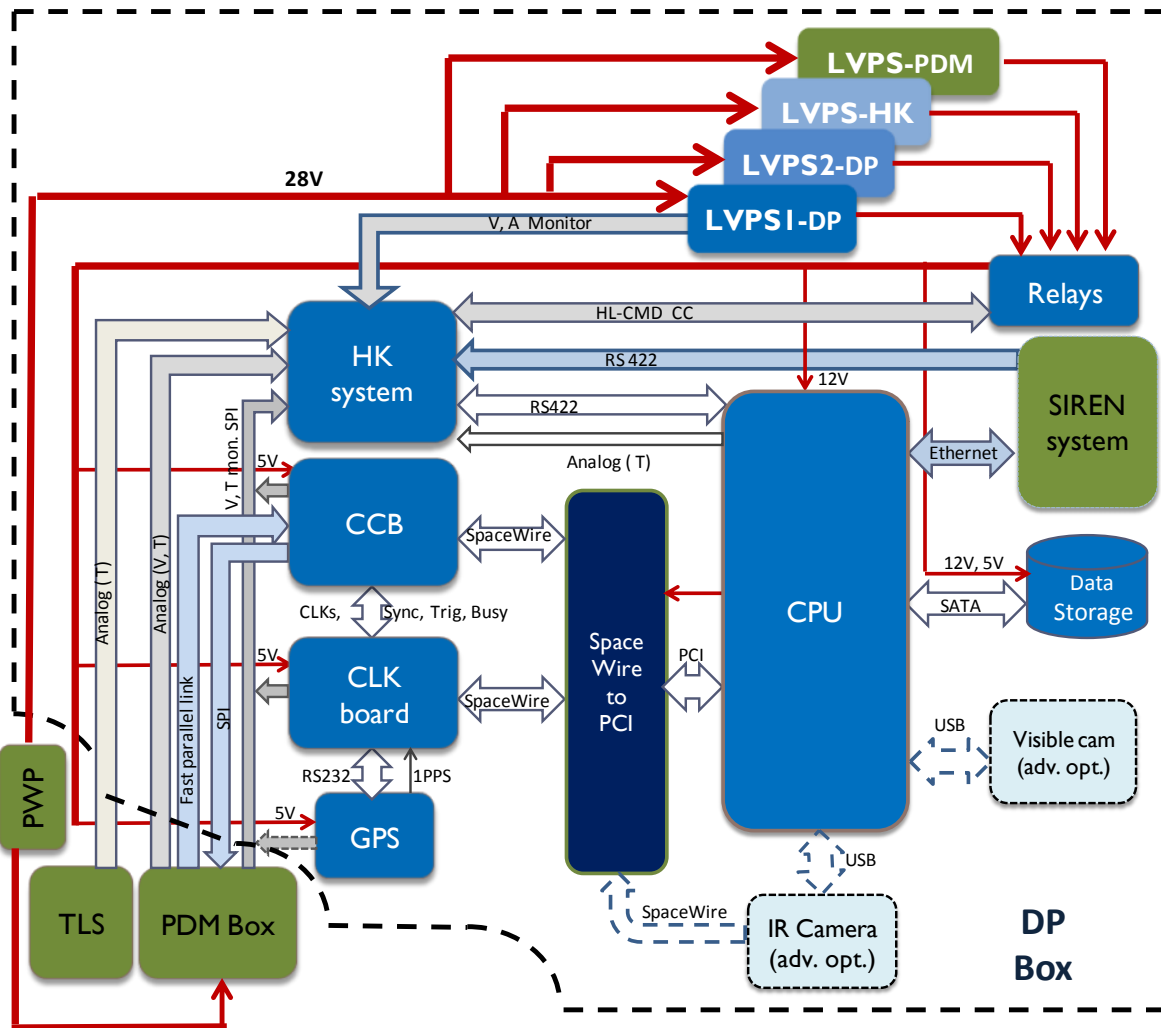 LVPS-PDM
LVPS-HK
LVPS2-DP
28V
LVPS1-DP
V, A Monitor
Relays
HL-CMD CC
HK
system
RS 422
12V
SIREN
system
RS422
Analog ( T)
Ethernet
V, T mon. SPI
5V
CCB
SpaceWire
12V, 5V
Data
Storage
SATA
CPU
Analog ( T)
Analog (V, T)
CLKs,
Sync, Trig, Busy
Space
Wire
to
PCI
PCI
5V
CLK
board
SpaceWire
SPI
Fast parallel link
USB
Visible cam
(adv. opt.)
PWP
RS232
1PPS
5V
GPS
USB
TLS
PDM Box
SpaceWire
IR Camera
(adv. opt.)
DP
Box